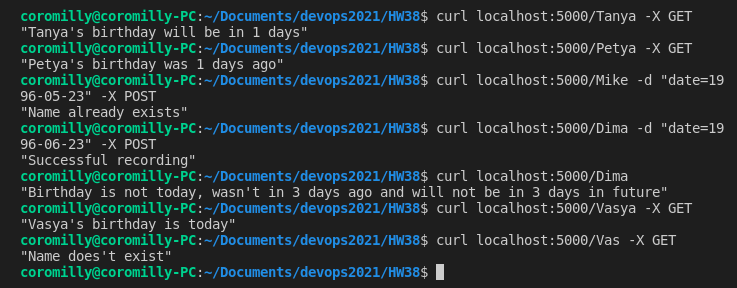 coromilly@coromilly-PC:~/Documents/devops2021/HW38$ curl localhost:5000/Tanya -X GET
"Tanya's birthday will be in 1 days"
coromilly@coromilly-PC:~/Documents/devops2021/HW38$ curl localhost:5000/Petya -X GET
"Petya's birthday was 1 days ago"
coromilly@coromilly-PC:~/Documents/devops2021/HW38$ curl localhost:5000/Mike -d "date=19
96-05-23" -X POST
"Name already exists"
coromilly@coromilly-PC:~/Documents/devops2021/HW38$ curl localhost:5000/Dima -d "date=19
96-06-23" -X POST
"Successful recording"
coromilly@coromilly-PC:~/Documents/devops2021/HW38$ curl localhost:5000/Dima
"Birthday is not today, wasn't in 3 days ago and will not be in 3 days in future"
coromilly@coromilly-PC:~/Documents/devops2021/HW38$ curl localhost:5000/Vasya -X GET
"Vasya's birthday is today"
coromilly@coromilly-PC:~/Documents/devops2021/HW38$ curl localhost:5000/Vas -X GET
"Name does't exist"
coromilly@coromilly-PC:~/Documents/devops2021/HW38$